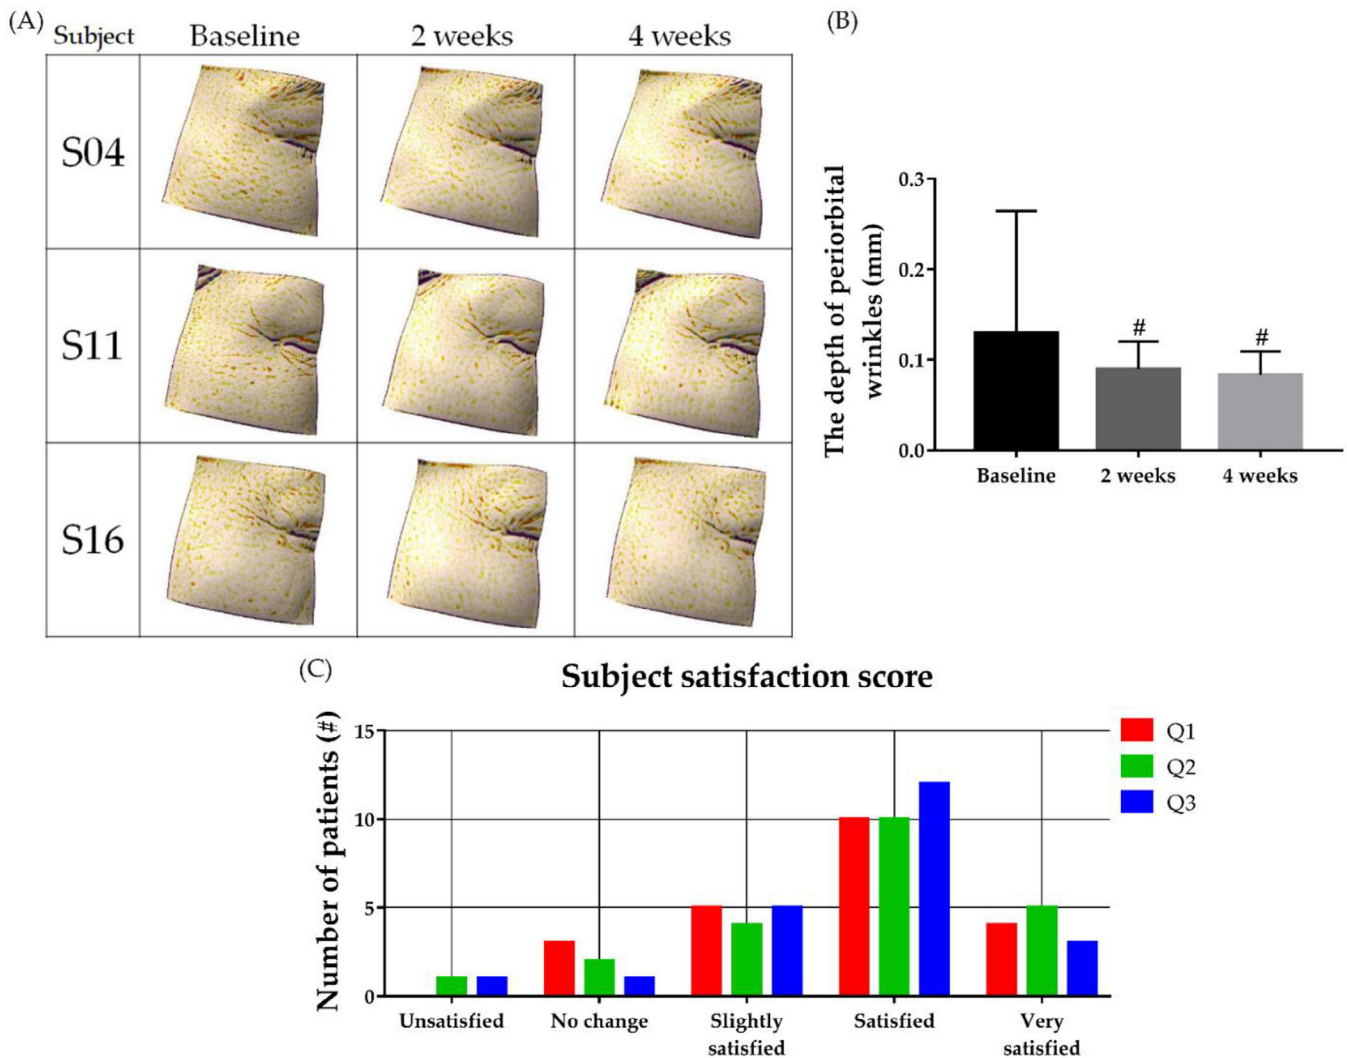 (A)
Subject Baseline 2 weeks 4 weeks
S04
S11
S16
(B)
The depth of periorbital
wrinkles (mm)
0.3
0.2
0.1
0.0
# #
Baseline 2 weeks 4 weeks
(C)
Subject satisfaction score
Number of patients (#)
15
10
5
0
Unsatisfied No change Slightly satisfied Satisfied Very satisfied
Q1
Q2
Q3